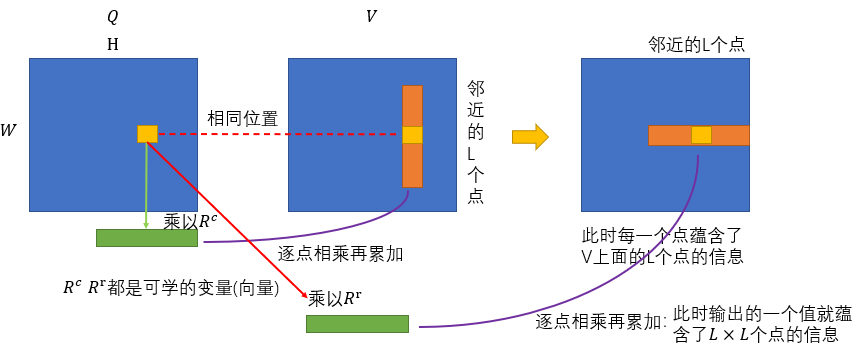 Q
V
H
邻近的L个点
W
相同位置
邻
近
的
L
个
点
乘以R^c
逐点相乘再累加
此时每一个点蕴含了
V上面的L个点的信息
R^c R^r都是可学的变量(向量)
乘以R^r
逐点相乘再累加:
此时输出的一个值就蕴
含了L × L个点的信息